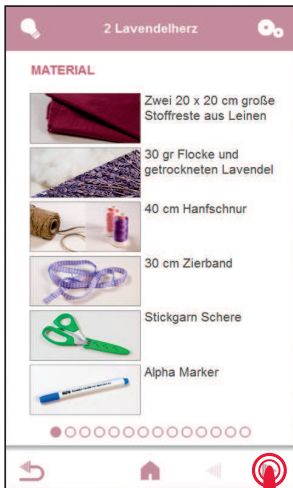 2 Lavendelherz
MATERIAL
Zwei 20 x 20 cm große
Stoffreste aus Leinen
30 gr Flocke und
getrockneten Lavendel
40 cm Hanfschnur
30 cm Zierband
Stickgarn Schere
Alpha Marker